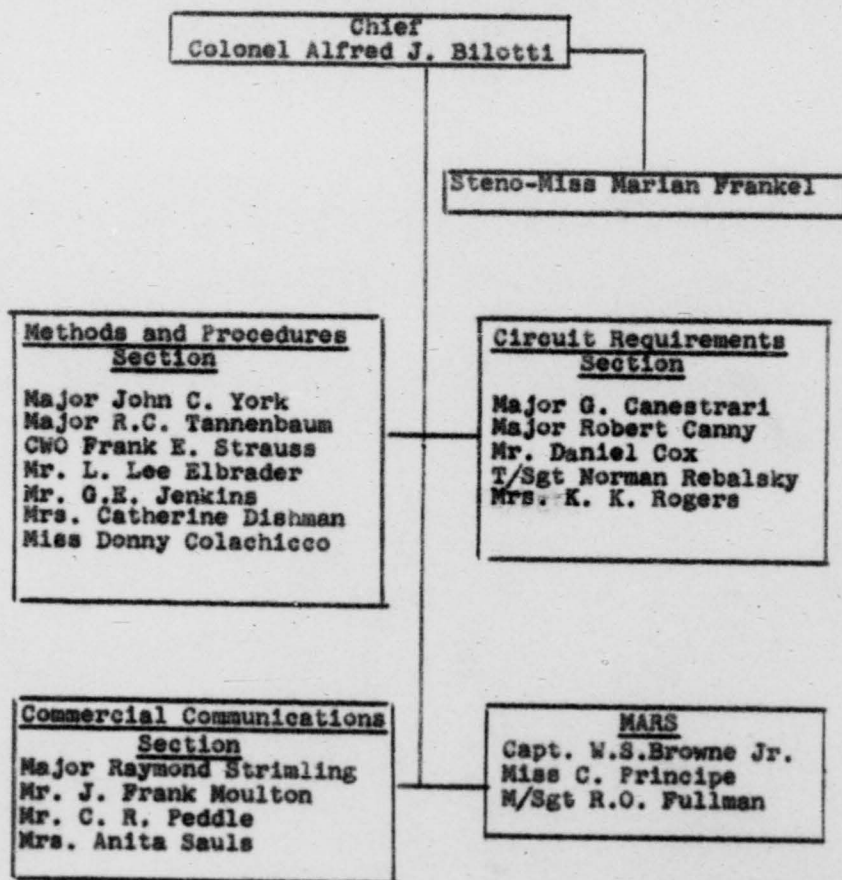 Chief
Colonel Alfred J. Bilotti
Steno-Miss Marian Frankel
Methods and Procedures
Section
Major John C. York
Major R.C. Tannenbaum
CWO Frank E. Strauss
Mr. L. Lee Elbrader
Mr. G.E. Jenkins
Mrs. Catherine Dishman
Miss Donny Colachicco
Circuit Requirements
Section
Major G. Canestrari
Major Robert Canny
Mr. Daniel Cox
T/Sgt Norman Rebalsky
Mrs. K. K. Rogers
Commercial Communications
Section
Major Raymond Strimling
Mr. J. Frank Moulton
Mr. C. R. Peddle
Mrs. Anita Sauls
MARS
Capt. W.S.Browne Jr.
Miss C. Principe
M/Sgt R.O. Fullman